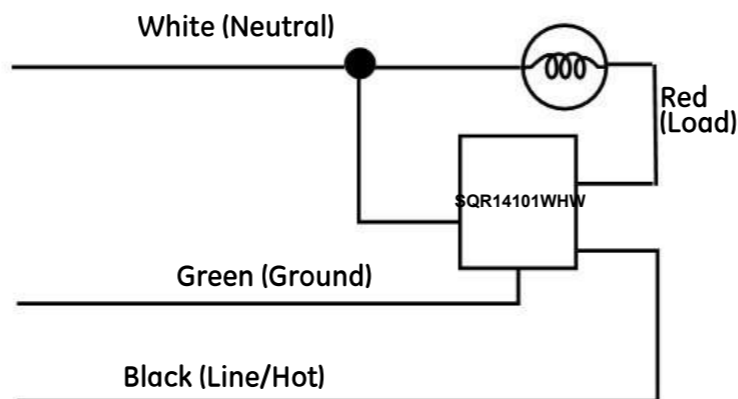 White (Neutral)
Red
(Load)
SQR14101WHW
Green (Ground)
Black (Line/Hot)